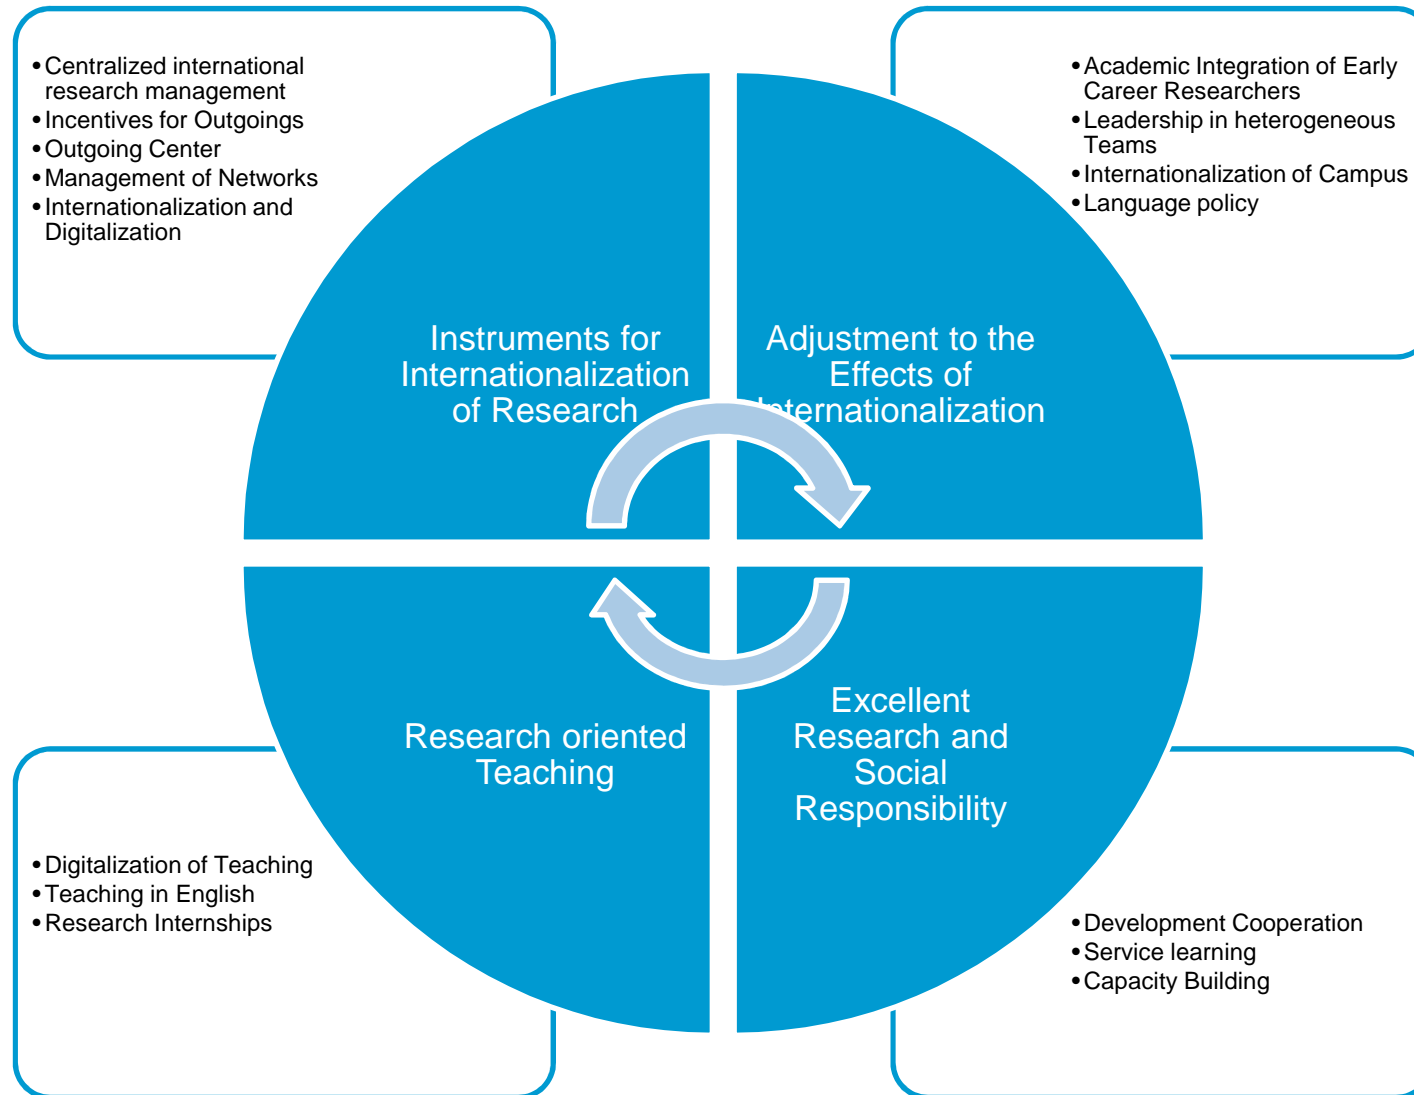 •Centralized international
research management
•Incentives for Outgoings
•Outgoing Center
•Management of Networks
•Internationalization and
Digitalization
•Academic Integration of Early
Career Researchers
•Leadership in heterogeneous
Teams
•Internationalization of Campus
•Language policy
Instruments for
Internationalization
of Research
Adjustment to the
Effects of
Internationalization
Research oriented
Teaching
Excellent
Research and
Social
Responsibility
•Digitalization of Teaching
•Teaching in English
•Research Internships
•Development Cooperation
•Service learning
•Capacity Building